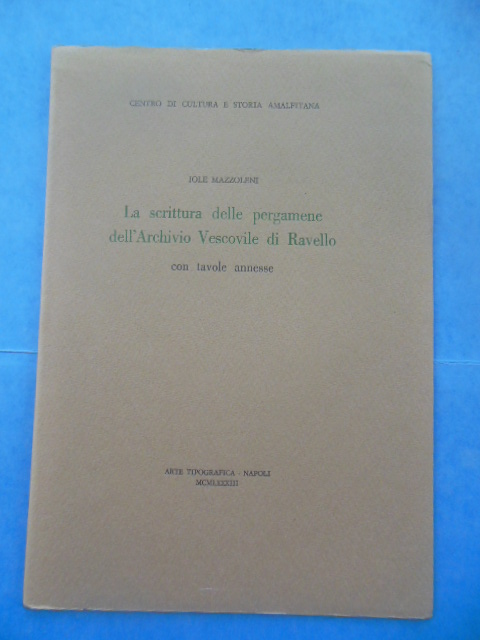 CENTRO DI CULTURA E STORIA AMALFITANA
IOLE MAZZOLENI
La scrittura delle pergamene
dell'Archivio Vescovile di Ravello
con tavole annesse
ARTE TIPOGRAFICA - NAPOLI
MCMLXXXIII